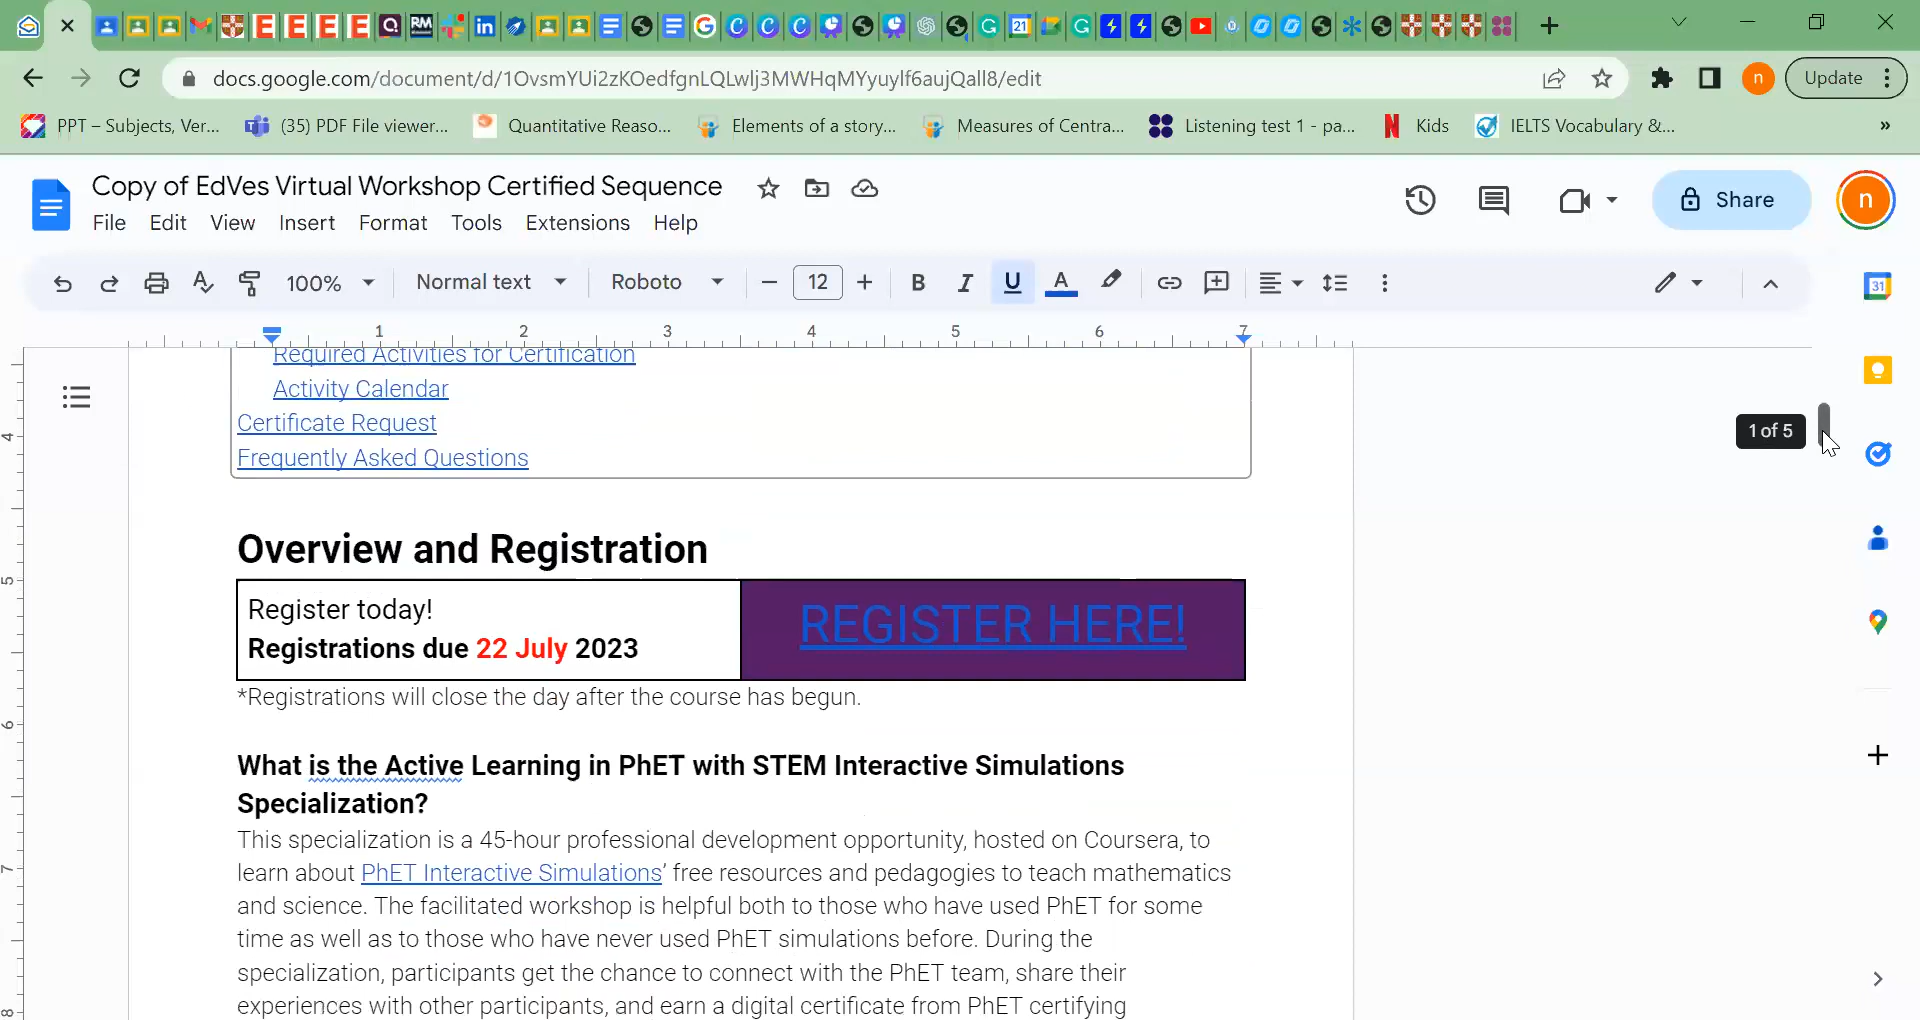 docs.google.com/document/d/1OvsmYUi2zKOedfgnLQLwlj3MWHqMYyuylf6aujQall8/edit
Update
PPT – Subjects, Ver...
(35) PDF File viewer...
Quantitative Reaso...
Elements of a story...
Measures of Centra...
Listening test 1 - pa...
Kids
IELTS Vocabulary &...
Copy of EdVes Virtual Workshop Certified Sequence
File Edit View Insert Format Tools Extensions Help
Share
n
100%
Normal text
Roboto
12
1 2 3 4 5 6 7
Required Activities for Certification
Activity Calendar
Certificate Request
Frequently Asked Questions
1 of 5
Overview and Registration
Register today!
Registrations due 22 July 2023
REGISTER HERE!
*Registrations will close the day after the course has begun.
What is the Active Learning in PhET with STEM Interactive Simulations
Specialization?
This specialization is a 45-hour professional development opportunity, hosted on Coursera, to
learn about PhET Interactive Simulations’ free resources and pedagogies to teach mathematics
and science. The facilitated workshop is helpful both to those who have used PhET for some
time as well as to those who have never used PhET simulations before. During the
specialization, participants get the chance to connect with the PhET team, share their
experiences with other participants, and earn a digital certificate from PhET certifying